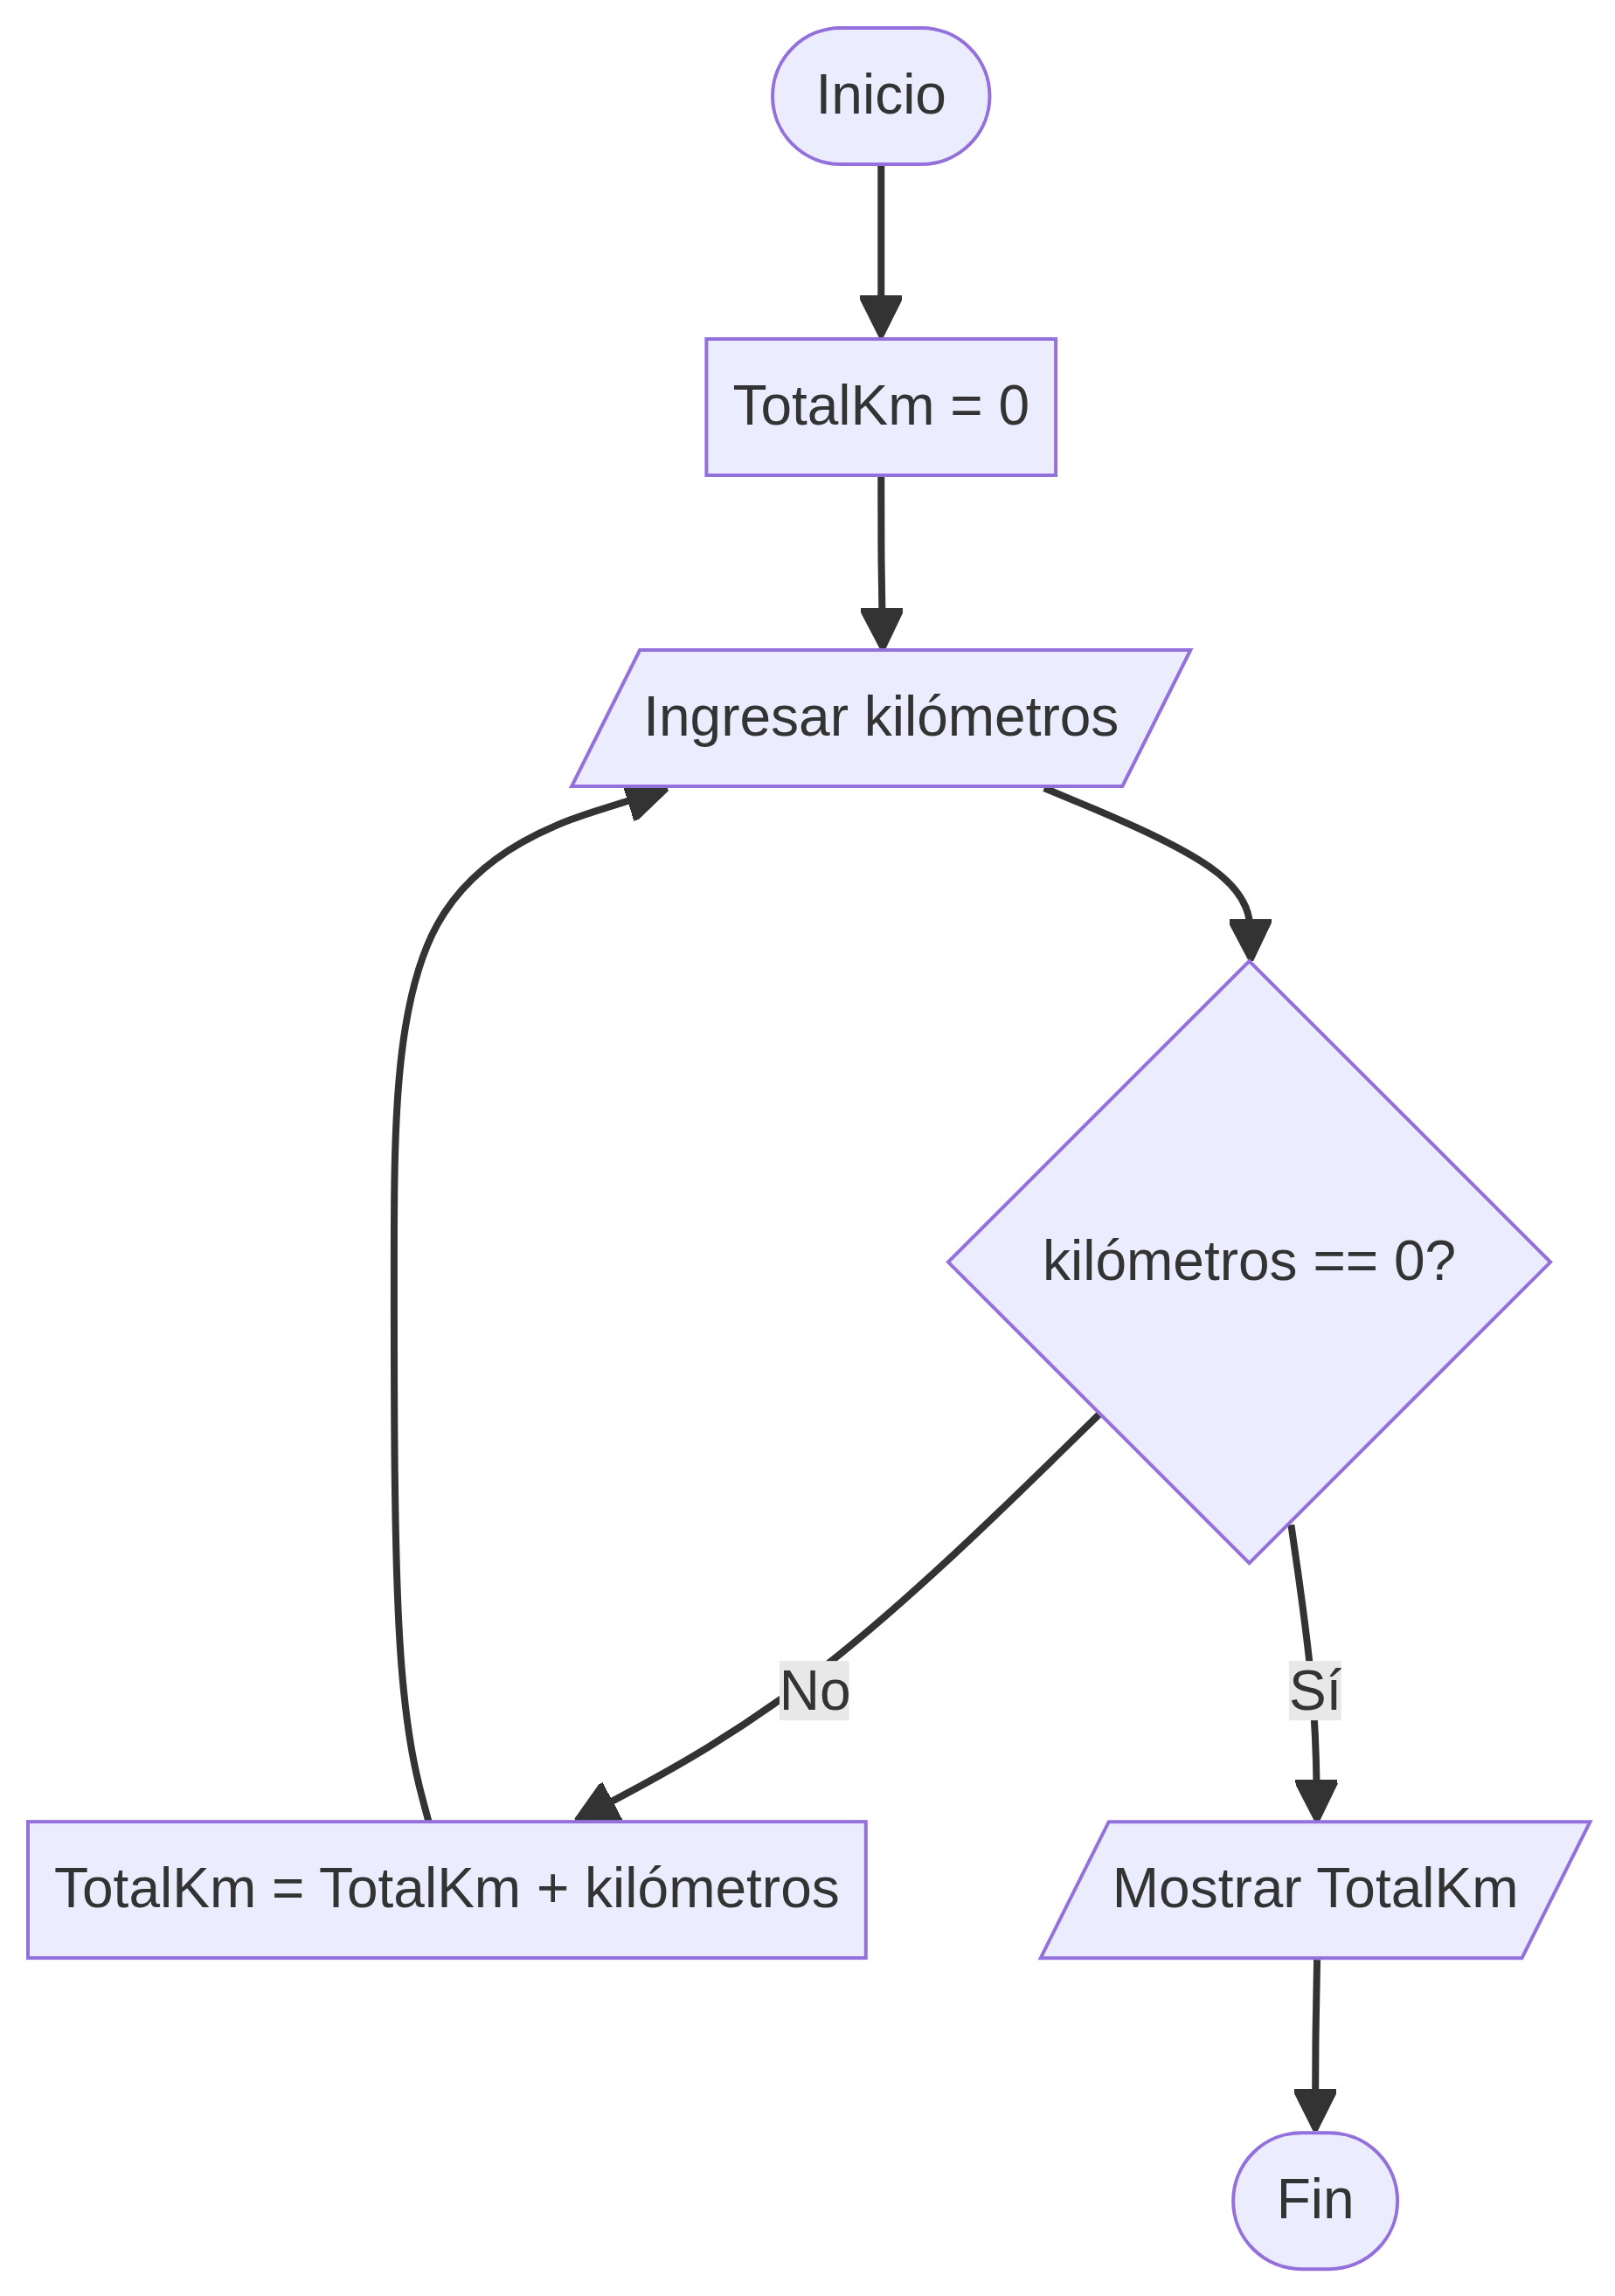 Inicio
TotalKm = 0
Ingresar kilómetros
kilómetros == 0?
No
Sí
TotalKm = TotalKm + kilómetros
Mostrar TotalKm
Fin